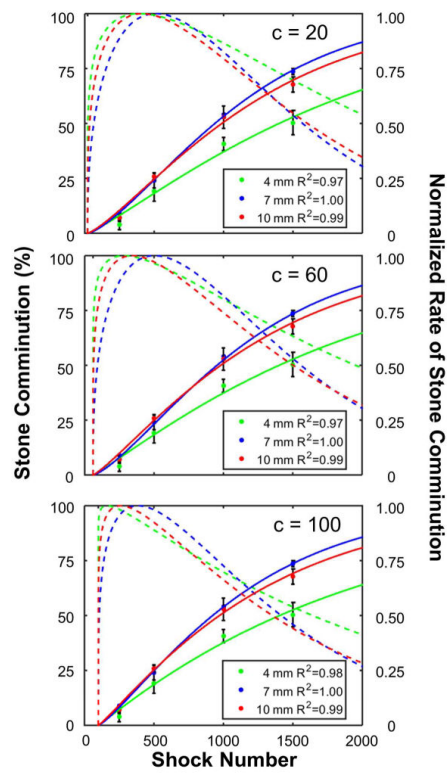 Stone Comminution (%)
Normalized Rate of Stone Comminution
100
75
50
25
0
c = 20
4 mm R²=0.97
7 mm R²=1.00
10 mm R²=0.99
1.00
0.75
0.50
0.25
0
100
75
50
25
0
c = 60
4 mm R²=0.97
7 mm R²=1.00
10 mm R²=0.99
1.00
0.75
0.50
0.25
0
100
75
50
25
0
c = 100
4 mm R²=0.98
7 mm R²=1.00
10 mm R²=0.99
1.00
0.75
0.50
0.25
0
0 500 1000 1500 2000
Shock Number